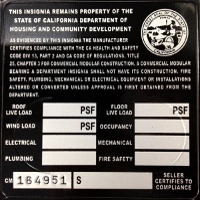 THIS INSIGNIA REMAINS PROPERTY OF THE
STATE OF CALIFORNIA DEPARTMENT OF
HOUSING AND COMMUNITY DEVELOPMENT
AS EVIDENCED BY THIS INSIGNIA THE MANUFACTURER
CERTIFIES COMPLIANCE WITH THE CA HEALTH AND SAFETY
CODE DIV 13, PART 2 AND CA CODE OF REGULATIONS, TITLE
25, CHAPTER 3 FOR COMMERCIAL MODULAR CONSTRUCTION. A COMMERCIAL MODULAR
BEARING A DEPARTMENT INSIGNIA SHALL NOT HAVE ITS CONSTRUCTION, FIRE
SAFETY, PLUMBING, MECHANICAL OR ELECTRICAL EQUIPMENT OR INSTALLATIONS
ALTERED OR CONVERTED UNLESS APPROVAL IS FIRST OBTAINED FROM THE
DEPARTMENT.
ROOF LIVE LOAD PSF FLOOR LIVE LOAD PSF
WIND LOAD PSF OCCUPANCY
ELECTRICAL MECHANICAL
PLUMBING FIRE SAFETY
CM 164951 S SELLER CERTIFIES TO COMPLIANCE